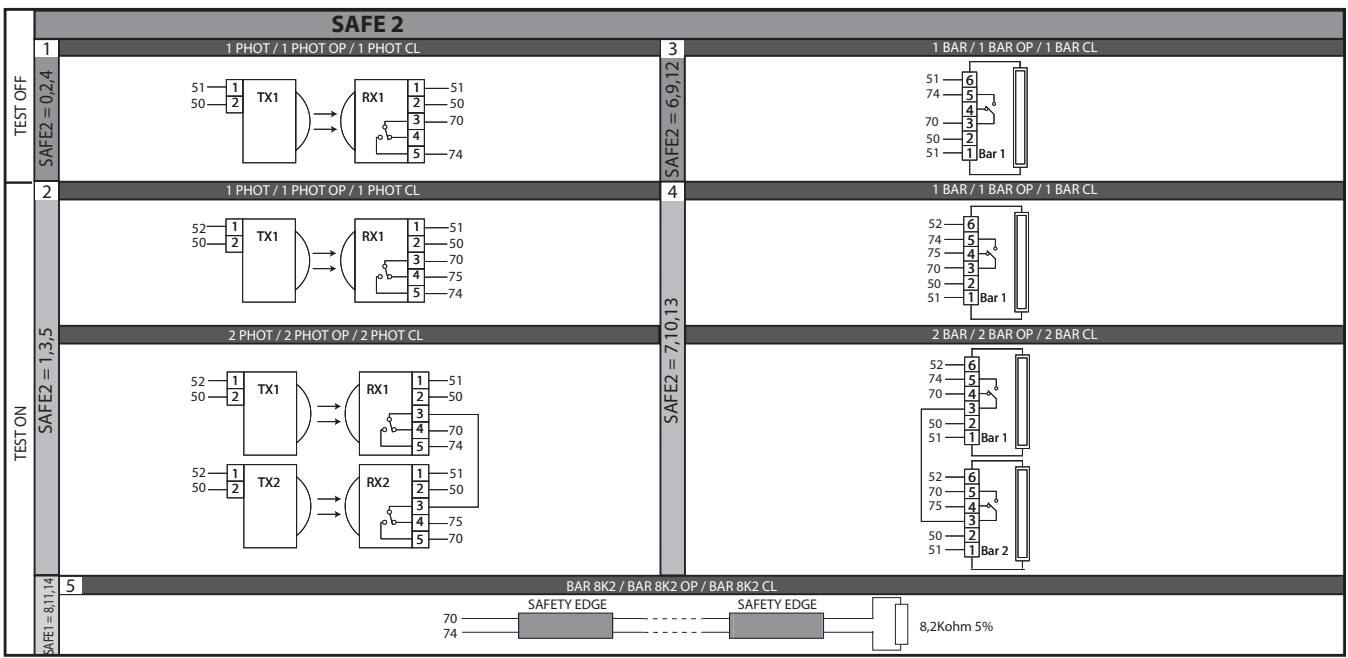 SAFE 2
TEST OFF
1
1 PHOT / 1 PHOT OP / 1 PHOT CL
SAFE2 = 0,2,4
51 1 TX1 RX1 1 51
50 2 2 50
3 70
4
5 74
3
1 BAR / 1 BAR OP / 1 BAR CL
SAFE2 = 6,9,12
51 6
74 5
4
70 3
50 2
51 1 Bar 1
TEST ON
2
1 PHOT / 1 PHOT OP / 1 PHOT CL
SAFE2 = 1,3,5
52 1 TX1 RX1 1 51
50 2 2 50
3 70
4 75
5 74
2 PHOT / 2 PHOT OP / 2 PHOT CL
52 1 TX1 RX1 1 51
50 2 2 50
3
4 70
5 74
52 1 TX2 RX2 1 51
50 2 2 50
3
4 75
5 70
4
1 BAR / 1 BAR OP / 1 BAR CL
SAFE2 = 7,10,13
52 6
74 5
75 4
70 3
50 2
51 1 Bar 1
2 BAR / 2 BAR OP / 2 BAR CL
52 6
74 5
70 4
3
50 2
51 1 Bar 1
52 6
70 5
75 4
3
50 2
51 1 Bar 2
5
BAR 8K2 / BAR 8K2 OP / BAR 8K2 CL
SAFE1 = 8,11,14
SAFETY EDGE SAFETY EDGE
70
74
8,2Kohm 5%